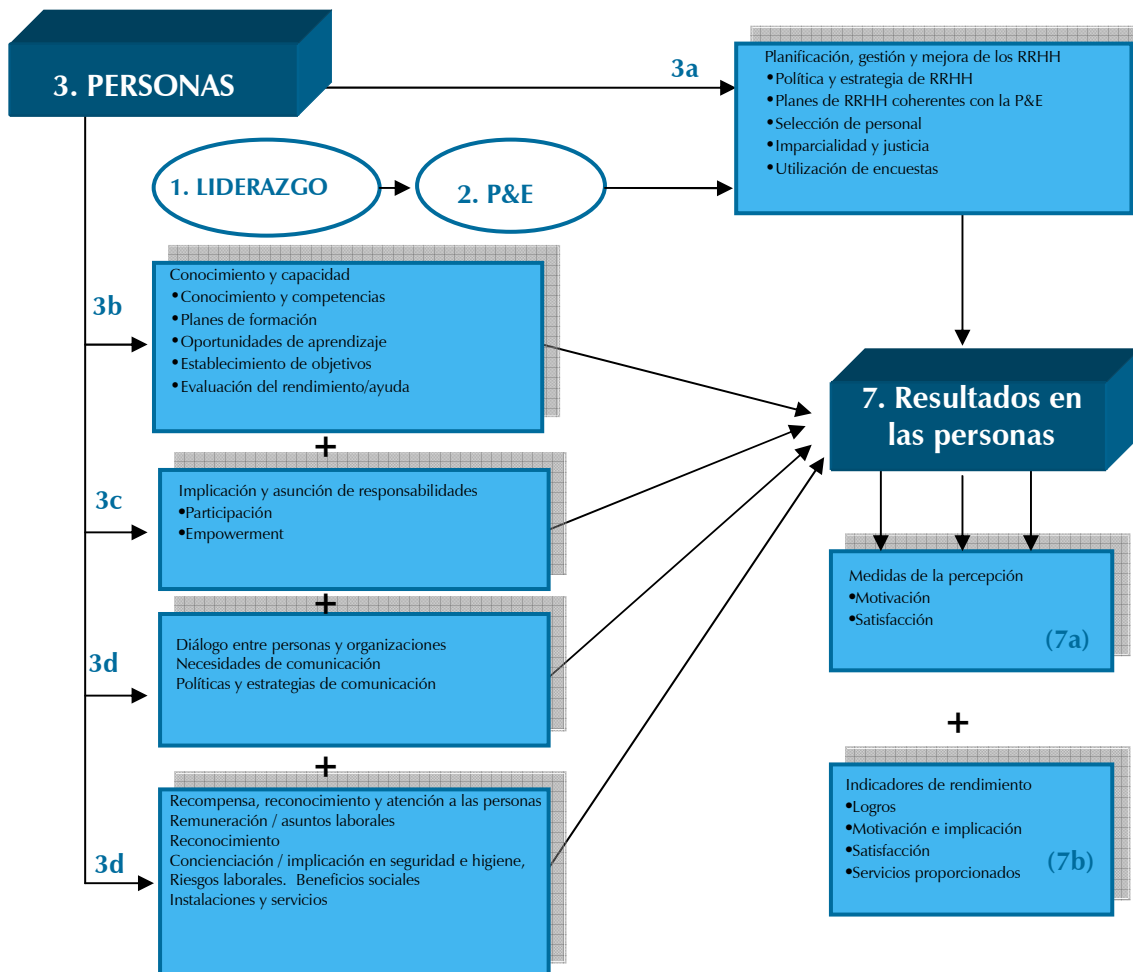 3. PERSONAS
3a
Planificación, gestión y mejora de los RRHH
•Política y estrategia de RRHH
•Planes de RRHH coherentes con la P&E
•Selección de personal
•Imparcialidad y justicia
•Utilización de encuestas
1. LIDERAZGO
2. P&E
3b
Conocimiento y capacidad
•Conocimiento y competencias
•Planes de formación
•Oportunidades de aprendizaje
•Establecimiento de objetivos
•Evaluación del rendimiento/ayuda
+
3c
Implicación y asunción de responsabilidades
•Participación
•Empowerment
+
3d
Diálogo entre personas y organizaciones
Necesidades de comunicación
Políticas y estrategias de comunicación
+
3d
Recompensa, reconocimiento y atención a las personas
Remuneración / asuntos laborales
Reconocimiento
Concienciación / implicación en seguridad e higiene,
Riesgos laborales. Beneficios sociales
Instalaciones y servicios
7. Resultados en
las personas
Medidas de la percepción
•Motivación
•Satisfacción
(7a)
+
Indicadores de rendimiento
•Logros
•Motivación e implicación
•Satisfacción
•Servicios proporcionados
(7b)